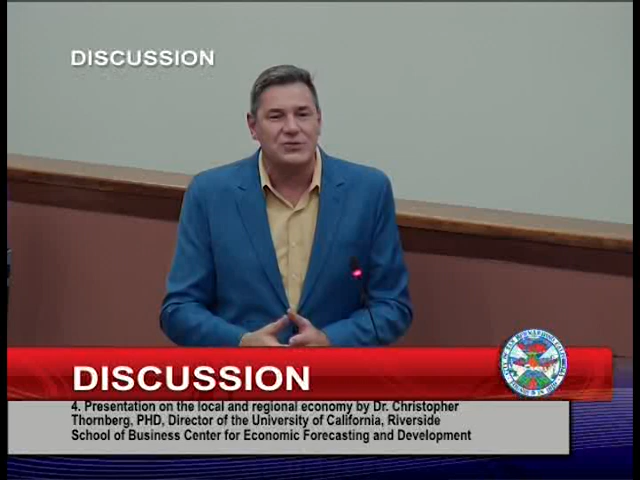 DISCUSSION
DISCUSSION
4. Presentation on the local and regional economy by Dr. Christopher
Thornberg, PHD, Director of the University of California, Riverside
School of Business Center for Economic Forecasting and Development